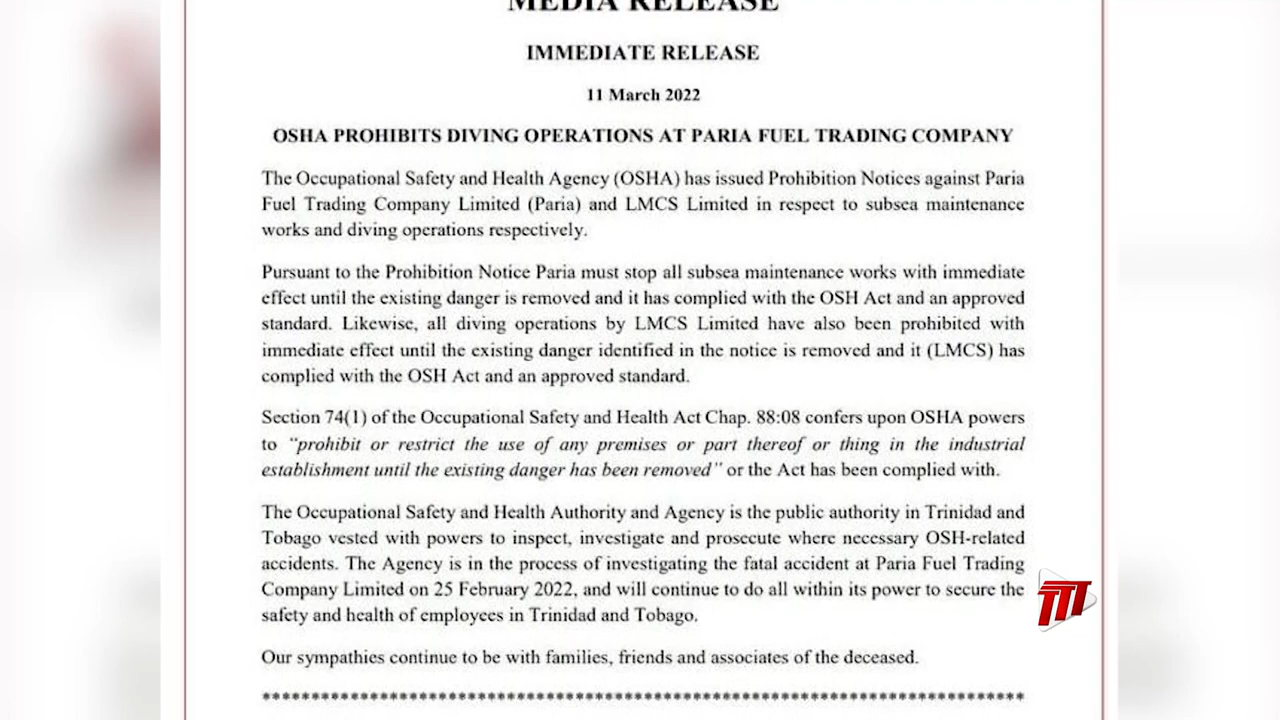 MEDIA RELEASE
IMMEDIATE RELEASE
11 March 2022
OSHA PROHIBITS DIVING OPERATIONS AT PARIA FUEL TRADING COMPANY
The Occupational Safety and Health Agency (OSHA) has issued Prohibition Notices against Paria
Fuel Trading Company Limited (Paria) and LMCS Limited in respect to subsea maintenance
works and diving operations respectively.
Pursuant to the Prohibition Notice Paria must stop all subsea maintenance works with immediate
effect until the existing danger is removed and it has complied with the OSH Act and an approved
standard. Likewise, all diving operations by LMCS Limited have also been prohibited with
immediate effect until the existing danger identified in the notice is removed and it (LMCS) has
complied with the OSH Act and an approved standard.
Section 74(1) of the Occupational Safety and Health Act Chap. 88:08 confers upon OSHA powers
to "prohibit or restrict the use of any premises or part thereof or thing in the industrial
establishment until the existing danger has been removed" or the Act has been complied with.
The Occupational Safety and Health Authority and Agency is the public authority in Trinidad and
Tobago vested with powers to inspect, investigate and prosecute where necessary OSH-related
accidents. The Agency is in the process of investigating the fatal accident at Paria Fuel Trading
Company Limited on 25 February 2022, and will continue to do all within its power to secure the
safety and health of employees in Trinidad and Tobago.
TTT
Our sympathies continue to be with families, friends and associates of the deceased.
******************************************************************************